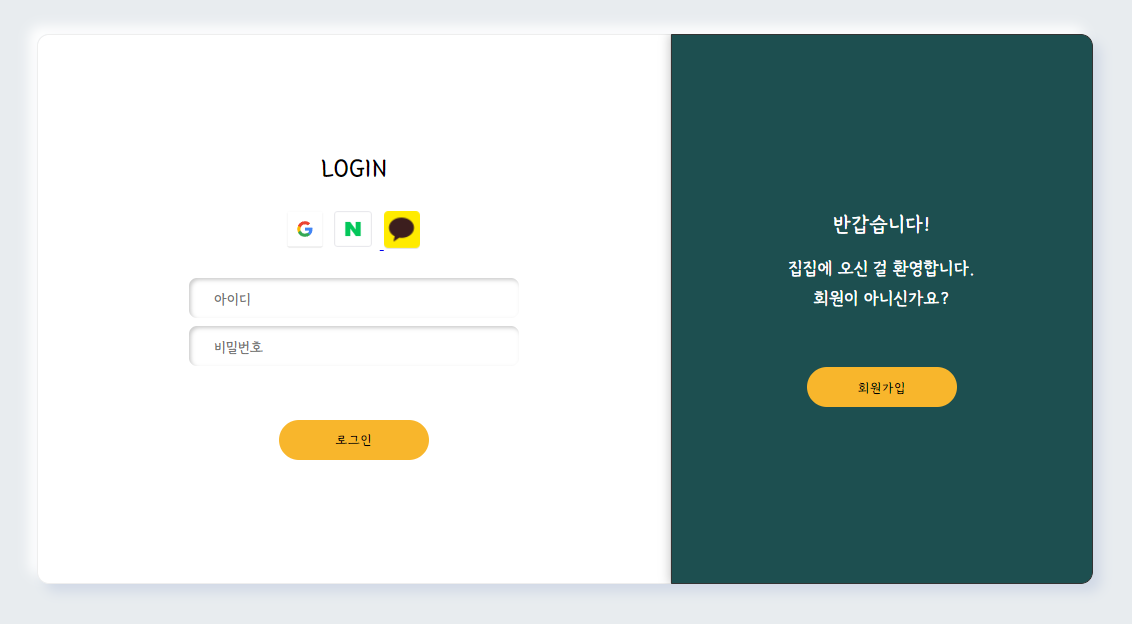 LOGIN
G N
아이디
비밀번호
로그인
반갑습니다!
집집에 오신 걸 환영합니다.
회원이 아니신가요?
회원가입